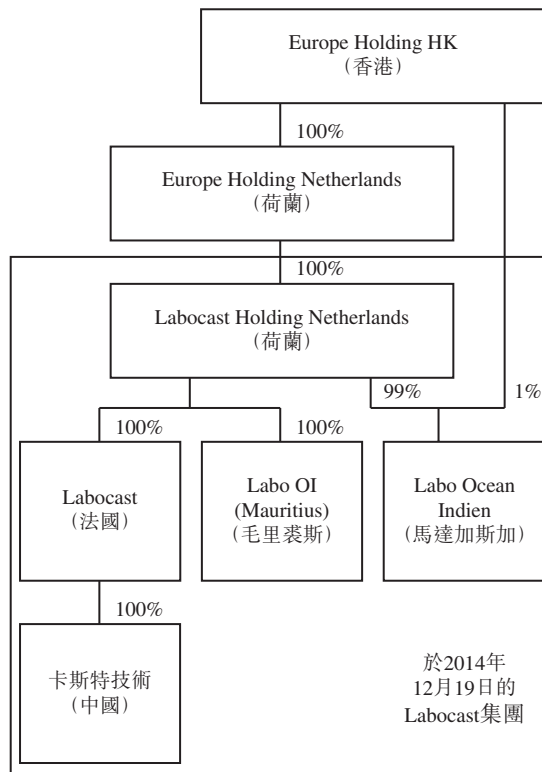 Europe Holding HK
(香港)
100%
Europe Holding Netherlands
(荷蘭)
100%
Labocast Holding Netherlands
(荷蘭)
99%
1%
100%
100%
Labocast
(法國)
Labo OI
(Mauritius)
(毛里裘斯)
Labo Ocean
Indien
(馬達加斯加)
100%
卡斯特技術
(中國)
於2014年
12月19日的
Labocast集團